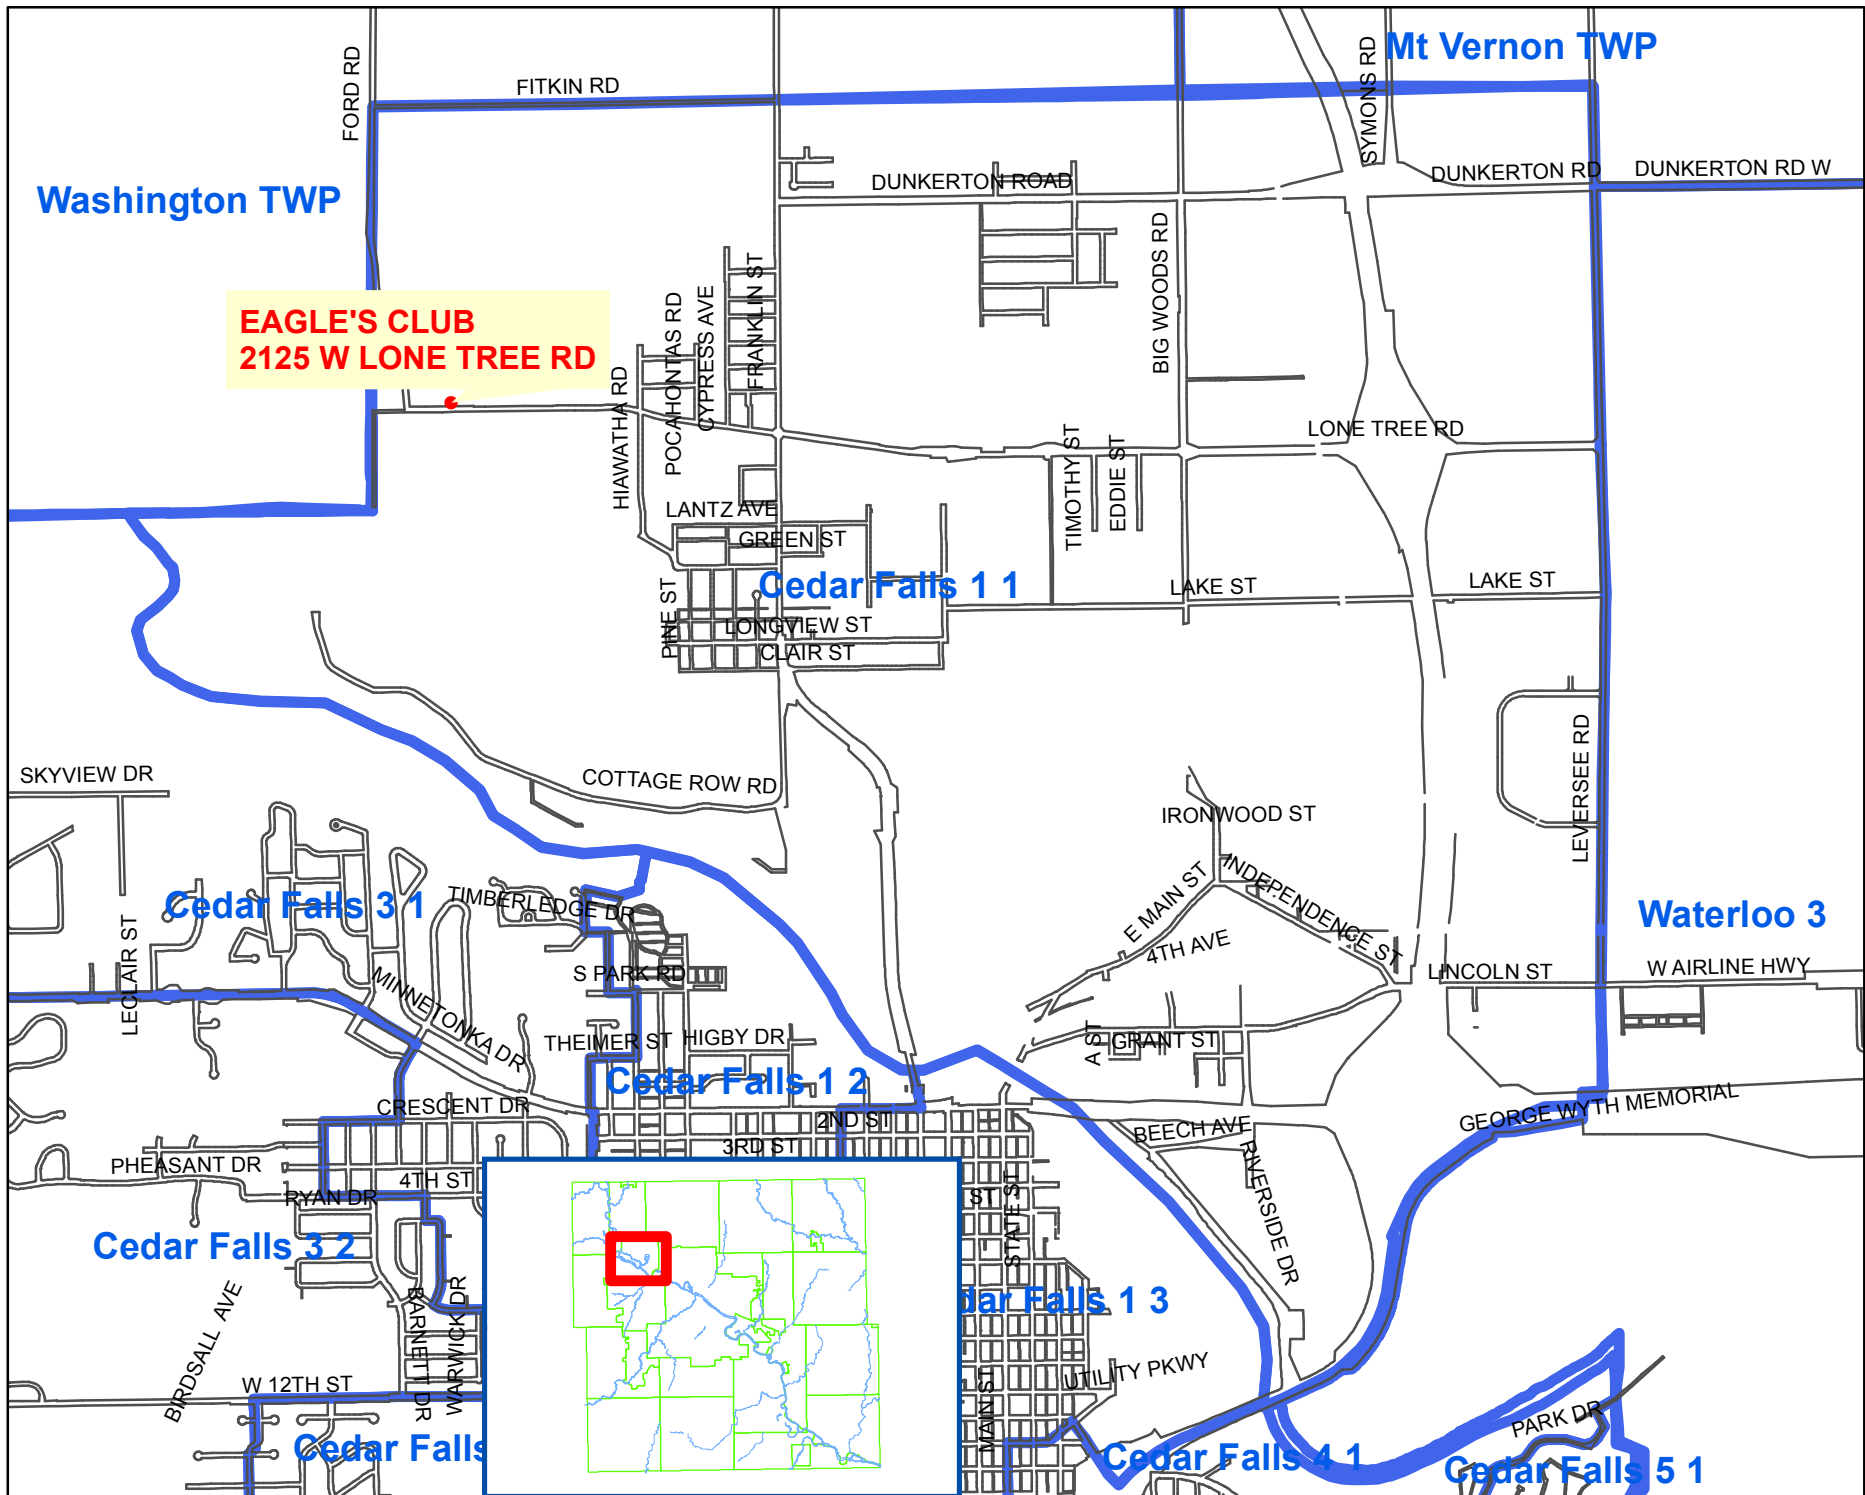 Mt Vernon TWP
FORD RD
FITKIN RD
SYMONS RD
DUNKERTON ROAD
DUNKERTON RD
DUNKERTON RD W
Washington TWP
BIG WOODS RD
EAGLE'S CLUB
2125 W LONE TREE RD
HIAWATHA RD
POCAHONTAS RD
CYPRESS AVE
FRANKLIN ST
LONE TREE RD
TIMOTHY ST
EDDIE ST
LANTZ AVE
GREEN ST
Cedar Falls 1 1
LAKE ST
LAKE ST
PINE ST
LONGVIEW ST
CLAIR ST
LEVERSEE RD
SKYVIEW DR
COTTAGE ROW RD
IRONWOOD ST
Cedar Falls 3 1
TIMBERLEDGE DR
E MAIN ST
INDEPENDENCE ST
Waterloo 3
LECLAIR ST
4TH AVE
S PARK RD
LINCOLN ST
W AIRLINE HWY
MINNETONKA DR
THEIMER ST
HIGBY DR
A ST
GRANT ST
Cedar Falls 1 2
CRESCENT DR
2ND ST
3RD ST
BEECH AVE
GEORGE WYTH MEMORIAL
PHEASANT DR
4TH ST
RYAN DR
ST
STATE ST
RIVERSIDE DR
Cedar Falls 3 2
BIRDSALL AVE
BARNETT DR
WARWICK DR
dar Falls 1 3
W 12TH ST
UTILITY PKWY
MAIN ST
PARK DR
Cedar Falls
Cedar Falls 4 1
Cedar Falls 5 1